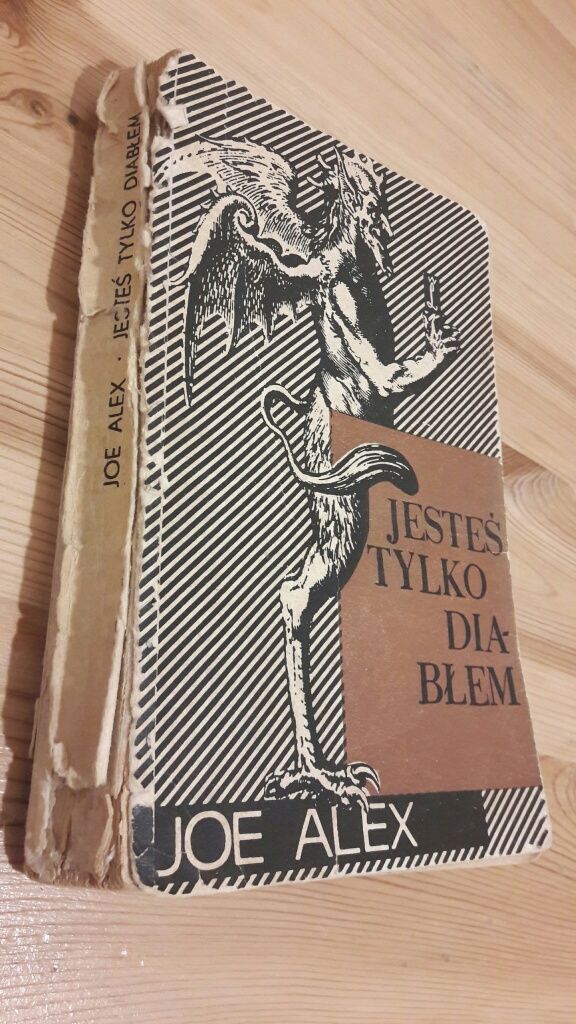 JOE ALEX · JESTEŚ TYLKO DIABŁEM
JESTEŚ
TYLKO
DIA-
BŁEM
JOE ALEX